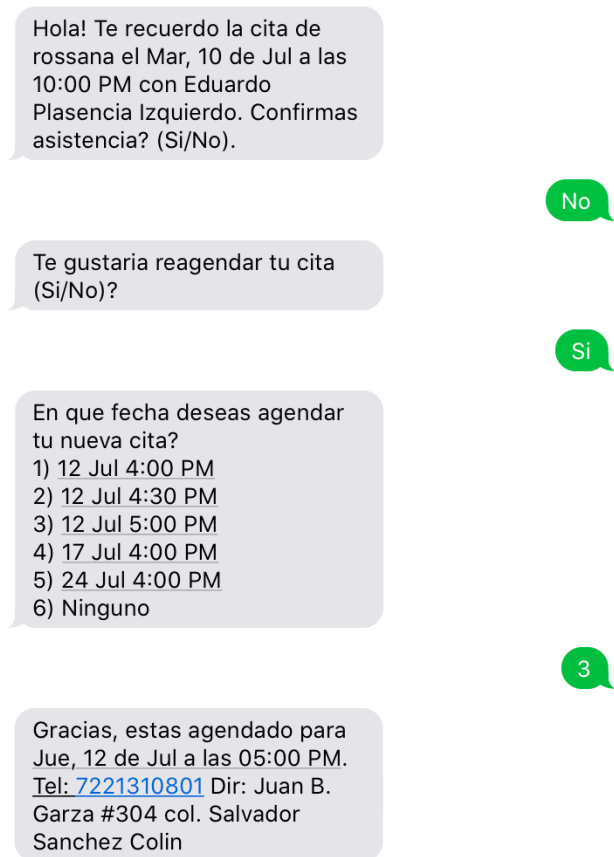 Hola! Te recuerdo la cita de
rossana el Mar, 10 de Jul a las
10:00 PM con Eduardo
Plasencia Izquierdo. Confirmas
asistencia? (Si/No).
No
Te gustaria reagendar tu cita
(Si/No)?
Si
En que fecha deseas agendar
tu nueva cita?
1) 12 Jul 4:00 PM
2) 12 Jul 4:30 PM
3) 12 Jul 5:00 PM
4) 17 Jul 4:00 PM
5) 24 Jul 4:00 PM
6) Ninguno
3
Gracias, estas agendado para
Jue, 12 de Jul a las 05:00 PM.
Tel: 7221310801 Dir: Juan B.
Garza #304 col. Salvador
Sanchez Colin